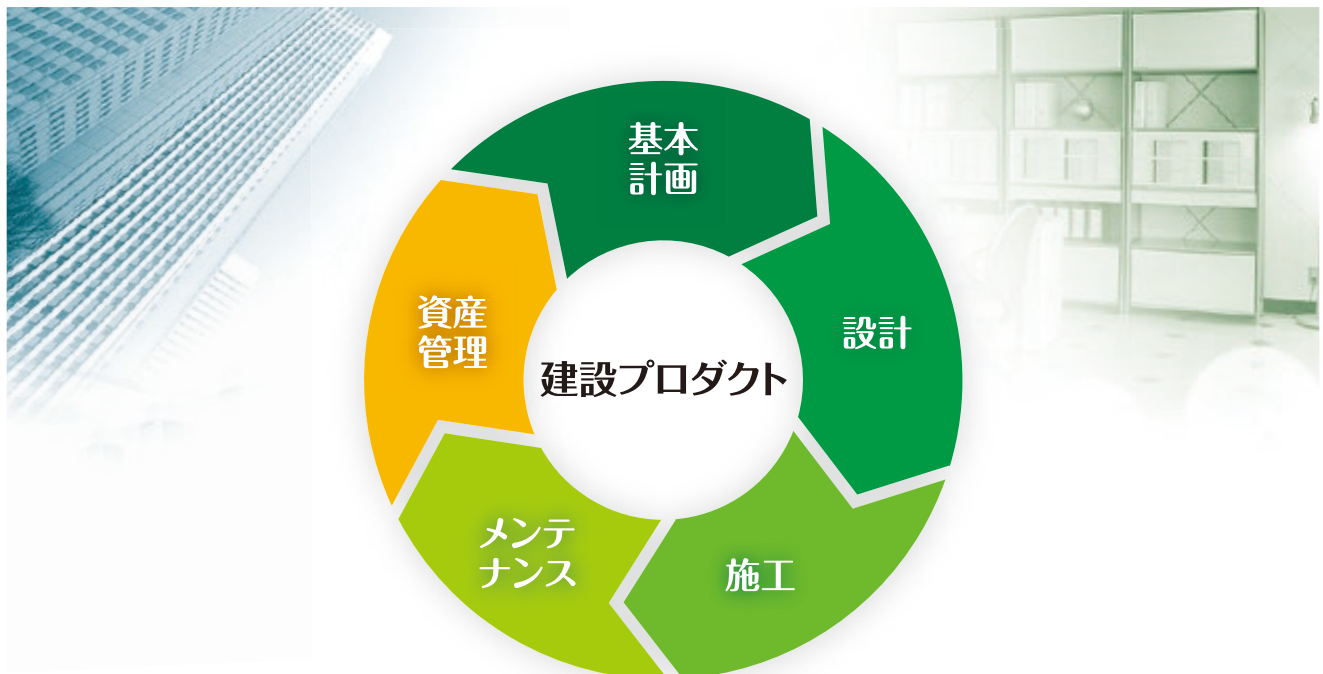 基本
計画
設計
施工
メンテ
ナンス
資産
管理
建設プロダクト